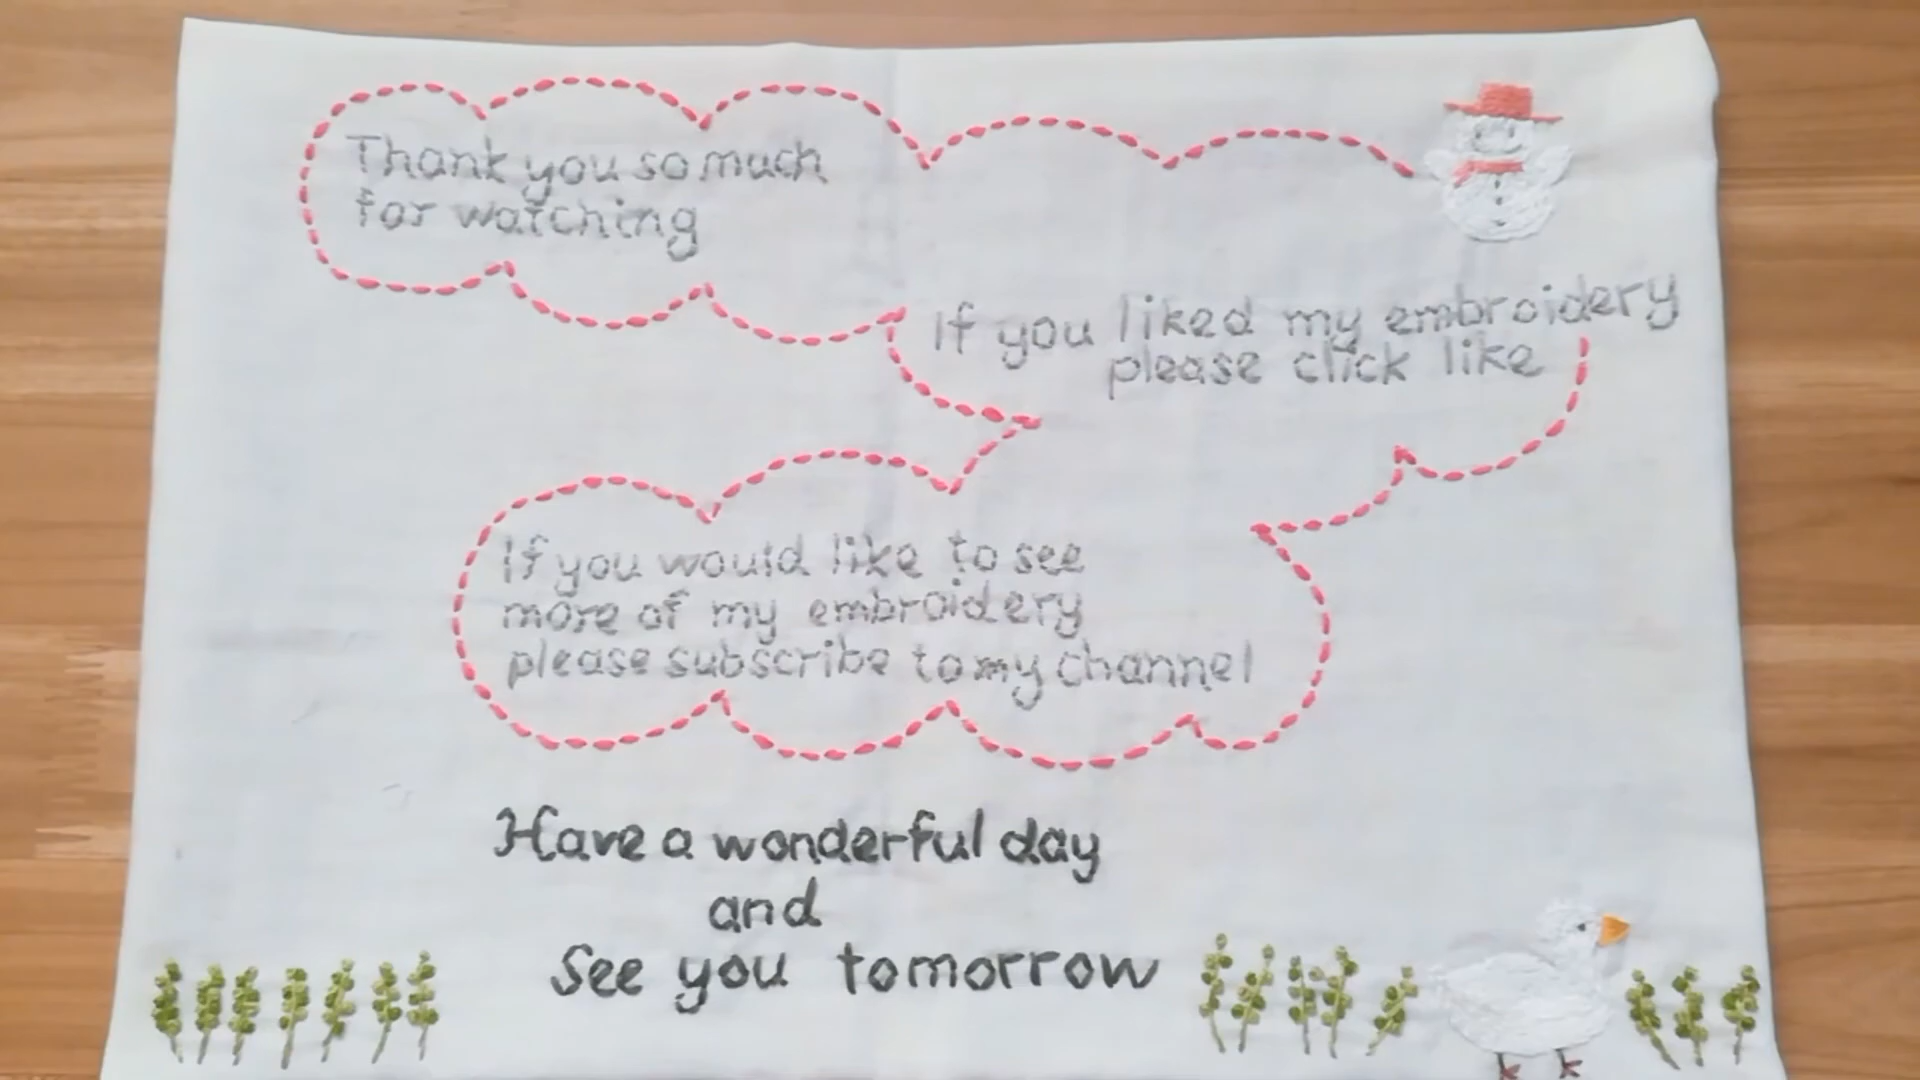 Thank you so much
for watching
If you liked my embroidery
please click like
If you would like to see
more of my embroidery
please subscribe to my channel
Have a wonderful day
and
See you tomorrow